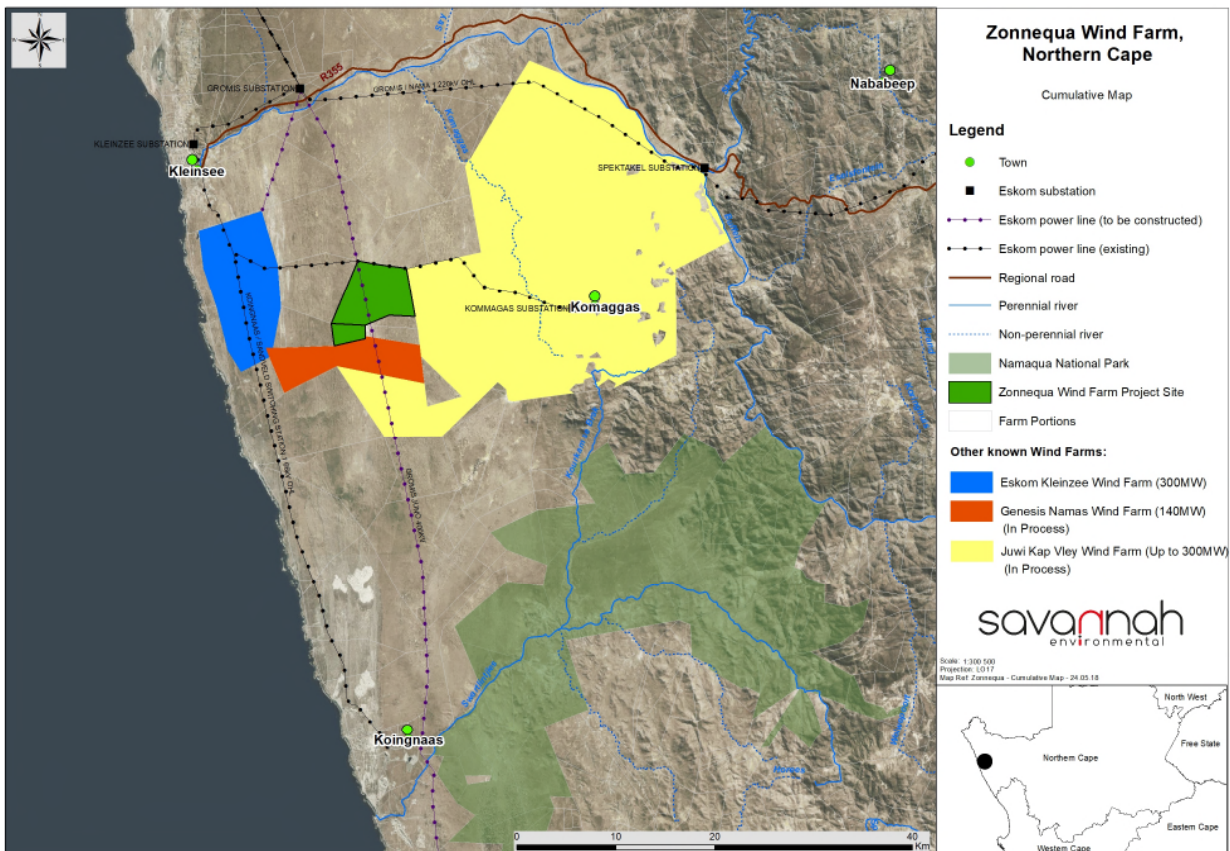 Zonnequa Wind Farm,
Northern Cape
Cumulative Map
Legend
Town
Eskom substation
Eskom power line (to be constructed)
Eskom power line (existing)
Regional road
Perennial river
Non-perennial river
Namaqua National Park
Zonnequa Wind Farm Project Site
Farm Portions
Other known Wind Farms:
Eskom Kleinzee Wind Farm (300MW)
Genesis Namas Wind Farm (140MW)
(In Process)
Juwi Kap Vley Wind Farm (Up to 300MW)
(In Process)
savannah
environmental
Scale: 1:300 500
Projection: LO17
Map Ref: Zonnequa - Cumulative Map - 24.05.18
North West
Free State
Northern Cape
Eastern Cape
Western Cape
R355
GROMIS SUBSTATION
GROMIS / NAMA 1 220kV OHL
Nababeep
KLEINZEE SUBSTATION
Kleinsee
SPEKTAKEL SUBSTATION
Komaggas
KOMMAGAS SUBSTATION
Koingnaas
0 10 20 40
Km